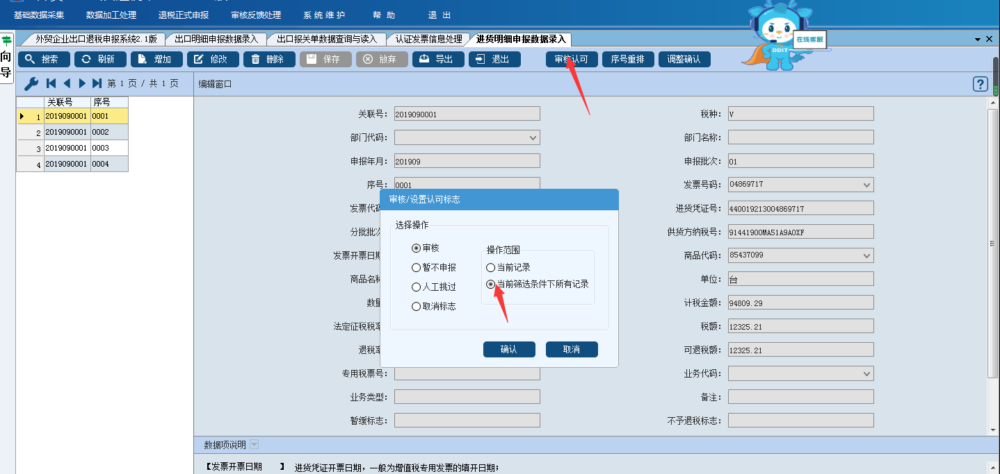 基础数据采集 数据加工处理 退税正式申报 审核反馈处理 系 统 维 护 帮 助 退 出
外贸企业出口退税申报系统2.1版 出口明细申报数据录入 出口报关单数据查询与读入 认证发票信息处理 进货明细申报数据录入
在线客服
DDIT
向
导
搜索 刷新 增加 修改 删除 保存 放弃 导出 退出 审核认可 序号重排 调整确认
第 1 页 / 共 1 页 编辑窗口
关联号 序号
1 2019090001 0001
2 2019090001 0002
3 2019090001 0003
4 2019090001 0004
关联号: 2019090001 税种: V
部门代码: 部门名称:
申报年月: 201909 申报批次: 01
序号: 0001 发票号码: 04869717
发票代码 进货凭证号: 440019213004869717
分批批次 供货方纳税号: 91441900MA51A9A0XF
发票开票日期 商品代码: 85437099
商品名称 单位: 台
数量 计税金额: 94809.29
法定征税税率 税额: 12325.21
退税率 可退税额: 12325.21
专用税票号: 业务代码:
业务类型: 备注:
暂缓标志: 不予退税标志:
审核/设置认可标志
选择操作
审核
暂不申报
人工挑过
取消标志
操作范围
当前记录
当前筛选条件下所有记录
确认 取消
数据项说明
【发票开票日期 】 进货凭证开票日期，一般为增值税专用发票的填开日期；